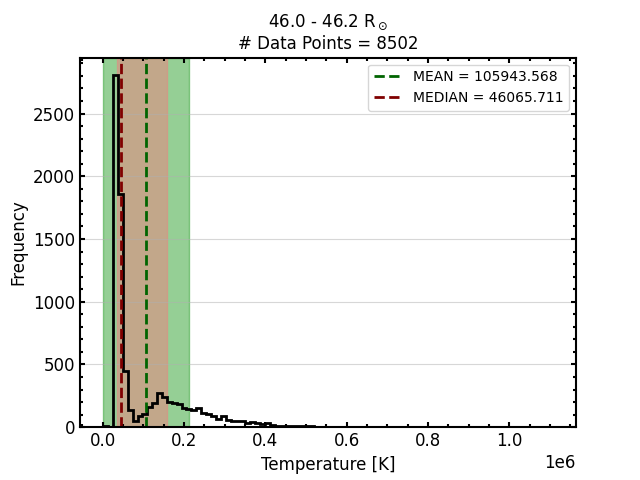 46.0 - 46.2 R⊙
# Data Points = 8502
MEAN = 105943.568
MEDIAN = 46065.711
Frequency
2500
2000
1500
1000
500
0
0.0 0.2 0.4 0.6 0.8 1.0
1e6
Temperature [K]